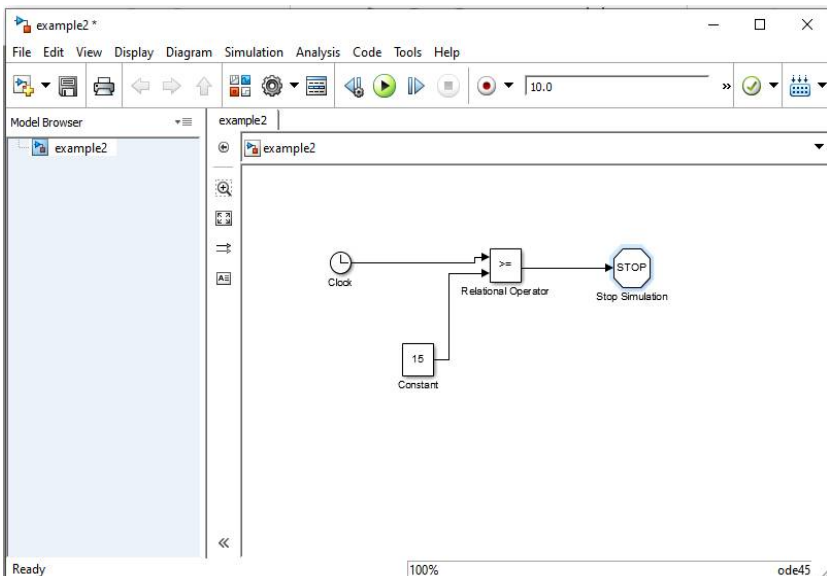 example2 *
File Edit View Display Diagram Simulation Analysis Code Tools Help
10.0
»
Model Browser
example2
example2
example2
Clock
>=
Relational Operator
STOP
Stop Simulation
15
Constant
Ready
100%
ode45